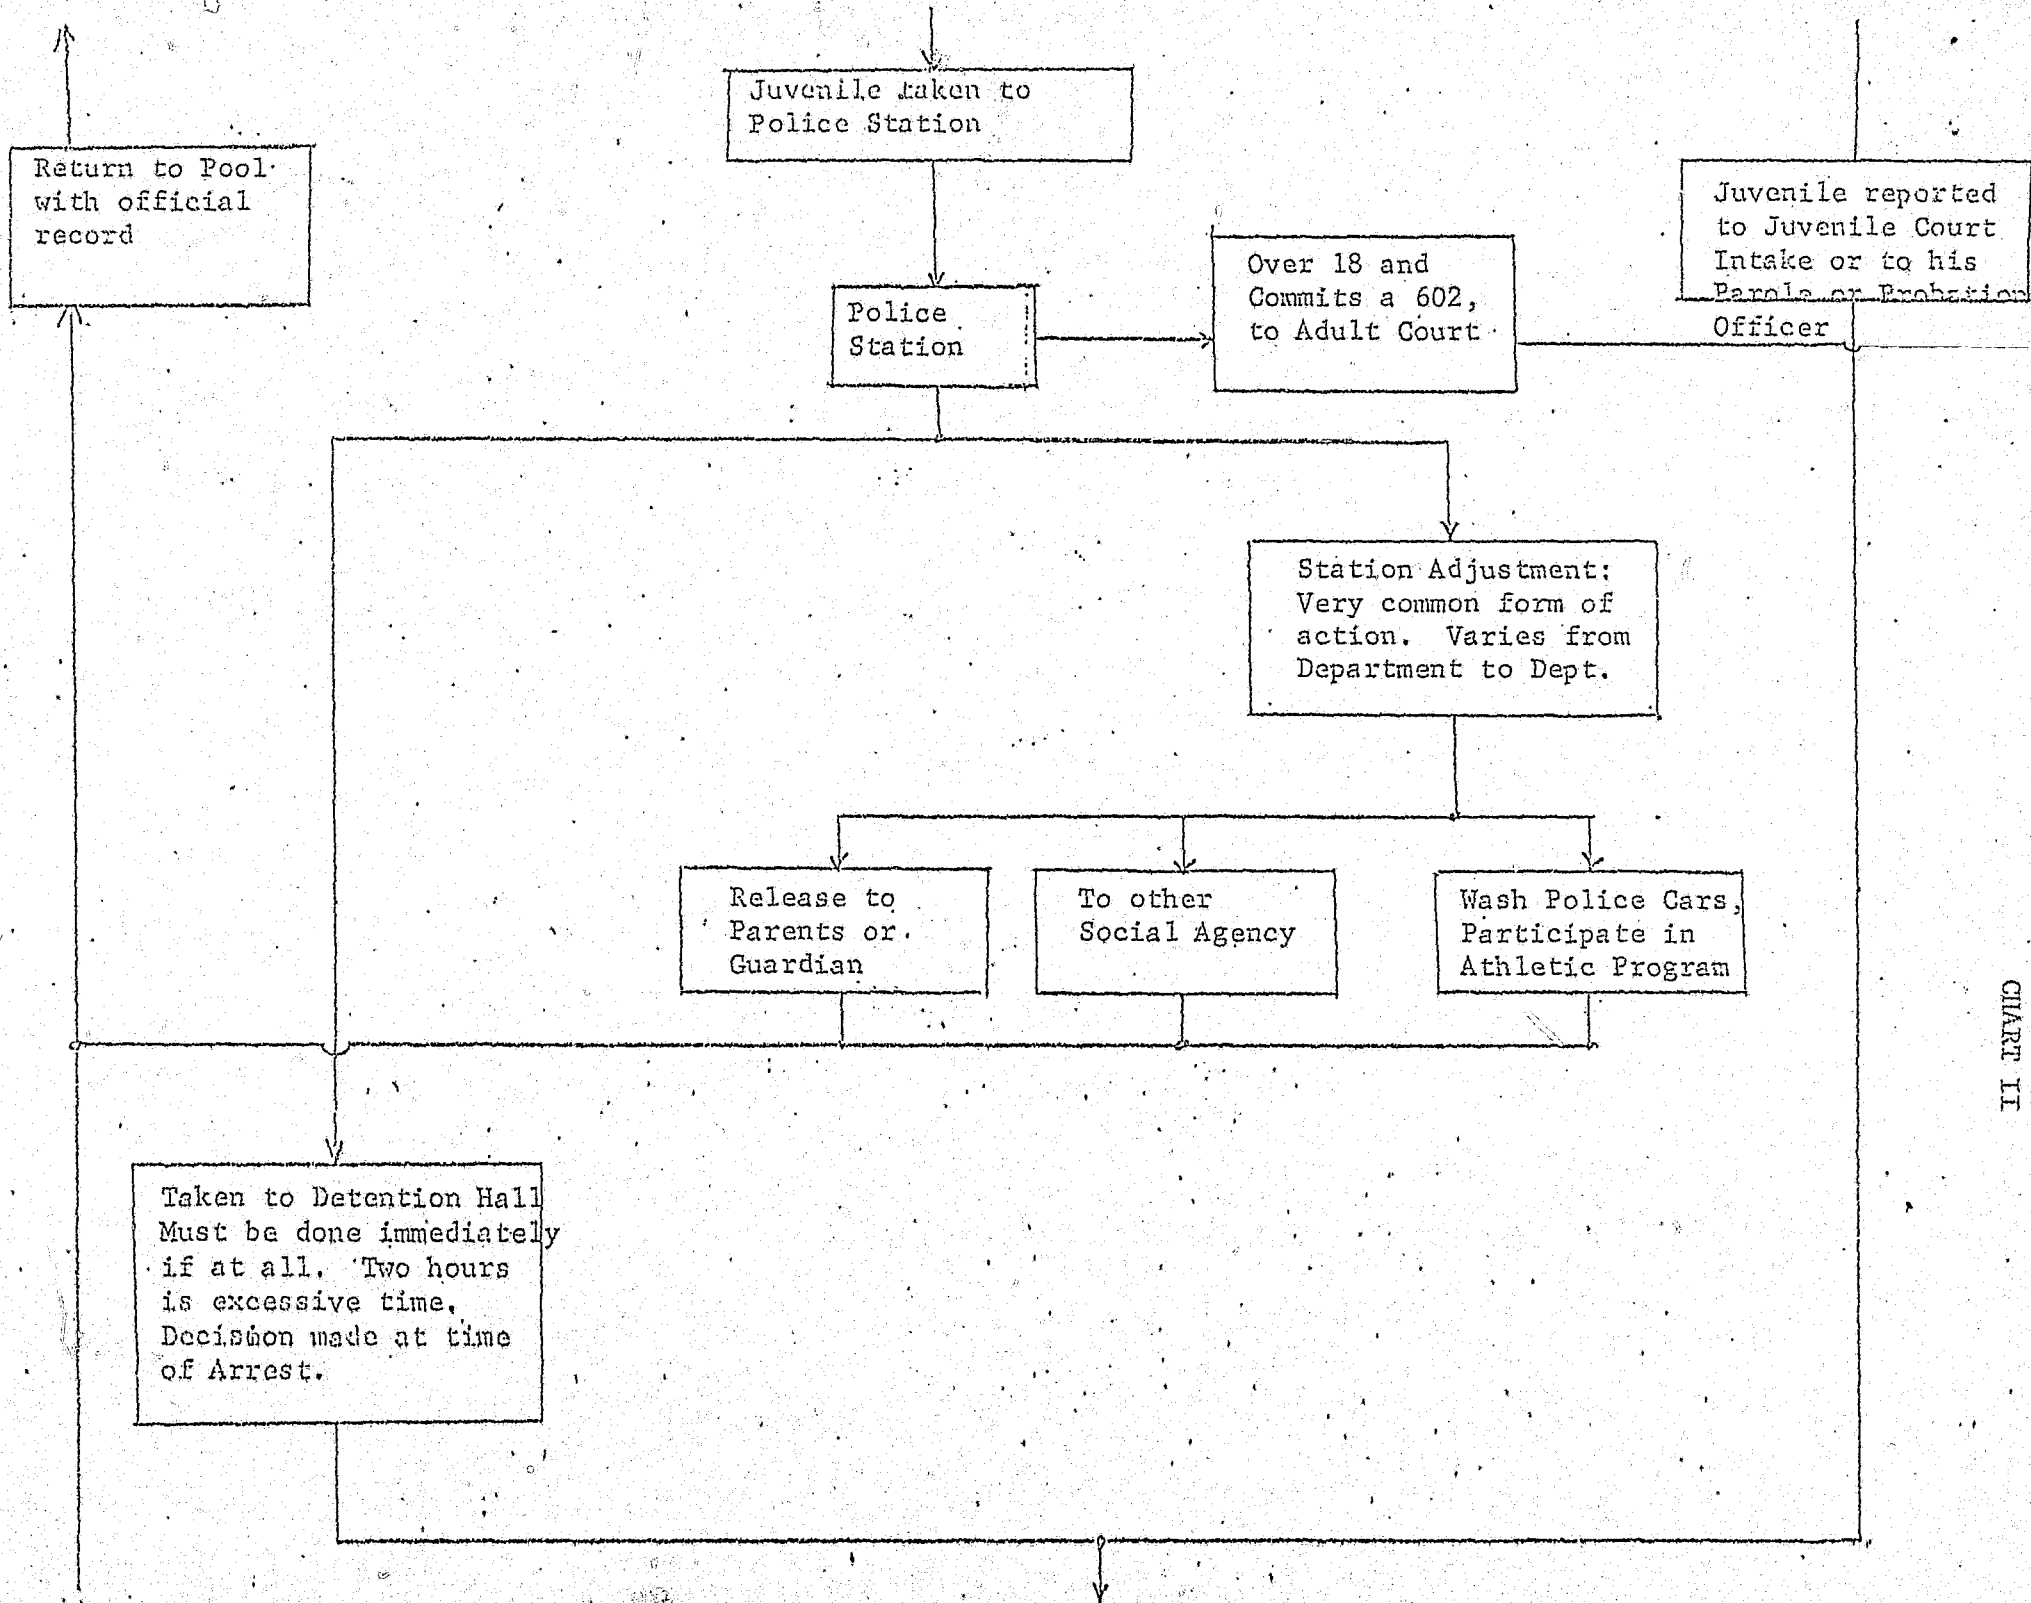 Juvenile taken to
Police Station
Return to Pool
with official
record
Juvenile reported
to Juvenile Court
Intake or to his
Parole or Probation
Officer
Over 18 and
Commits a 602,
to Adult Court
Police
Station
Station Adjustment:
Very common form of
action. Varies from
Department to Dept.
Release to
Parents or
Guardian
To other
Social Agency
Wash Police Cars,
Participate in
Athletic Program
CHART II
Taken to Detention Hall
Must be done immediately
if at all. Two hours
is excessive time.
Decision made at time
of Arrest.